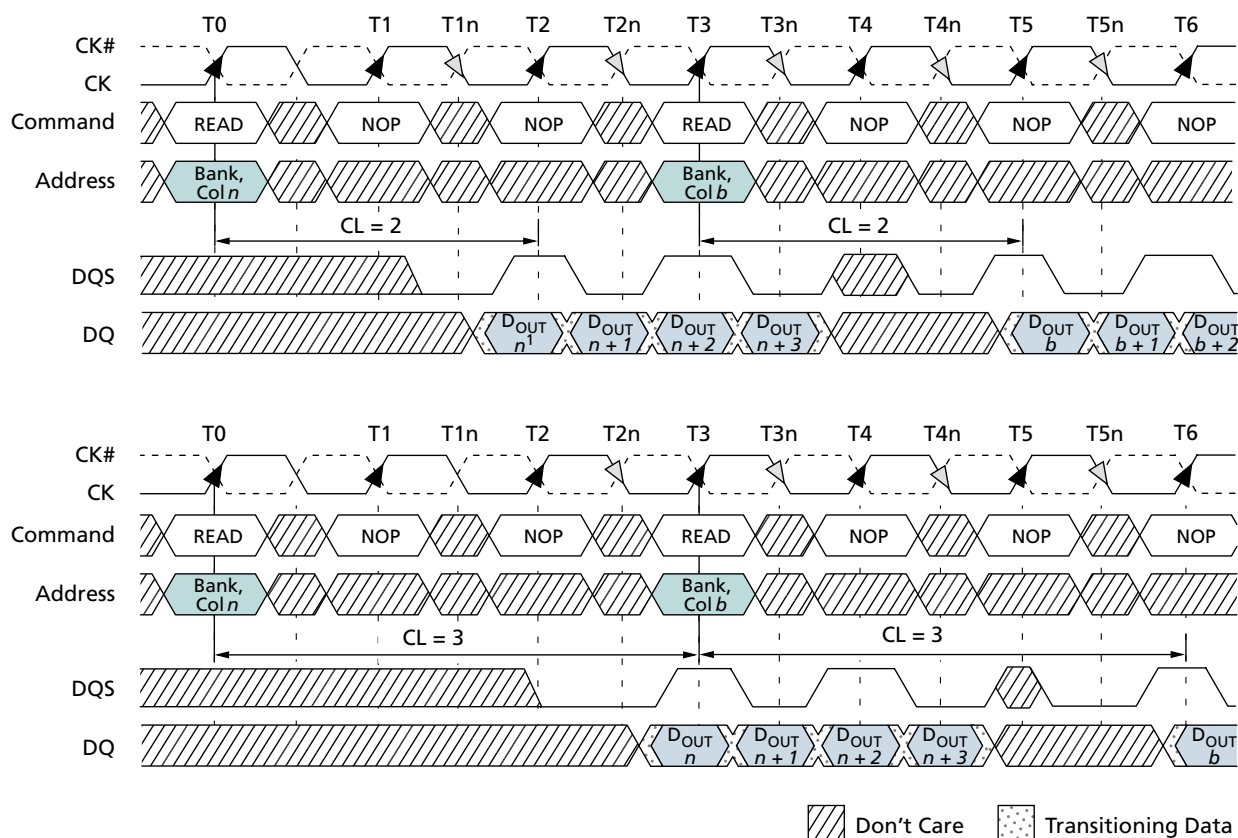 T0 T1 T1n T2 T2n T3 T3n T4 T4n T5 T5n T6
CK#
CK
Command READ NOP NOP READ NOP NOP NOP
Address Bank, Col n Bank, Col b
CL = 2 CL = 2
DQS
DQ DOUT n1 DOUT n + 1 DOUT n + 2 DOUT n + 3 DOUT b DOUT b + 1 DOUT b + 2
T0 T1 T1n T2 T2n T3 T3n T4 T4n T5 T5n T6
CK#
CK
Command READ NOP NOP READ NOP NOP NOP
Address Bank, Col n Bank, Col b
CL = 3 CL = 3
DQS
DQ DOUT n DOUT n + 1 DOUT n + 2 DOUT n + 3 DOUT b
Don't Care Transitioning Data